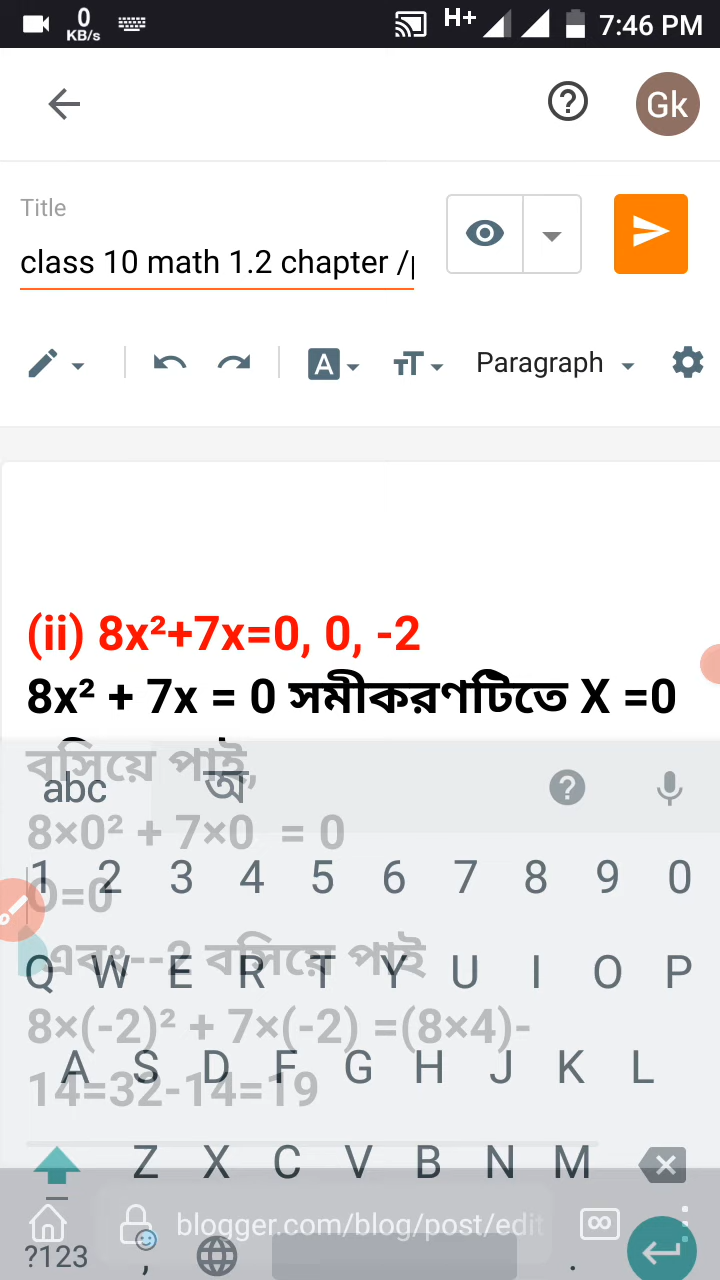 0
KB/s
H+
7:46 PM
Gk
Title
class 10 math 1.2 chapter /p
A
TT
Paragraph
(ii) 8x²+7x=0, 0, -2
8x² + 7x = 0 সমীকরণটিতে X =0
বসিয়ে পাই,
abc
অ
8×0² + 7×0 = 0
1 2 3 4 5 6 7 8 9 0
0=0
এবং--2 বসিয়ে পাই
Q W E R T Y U I O P
8×(-2)² + 7×(-2) =(8×4)-
A S D F G H J K L
14=32-14=19
Z X C V B N M
blogger.com/blog/post/edit
?123
,
.